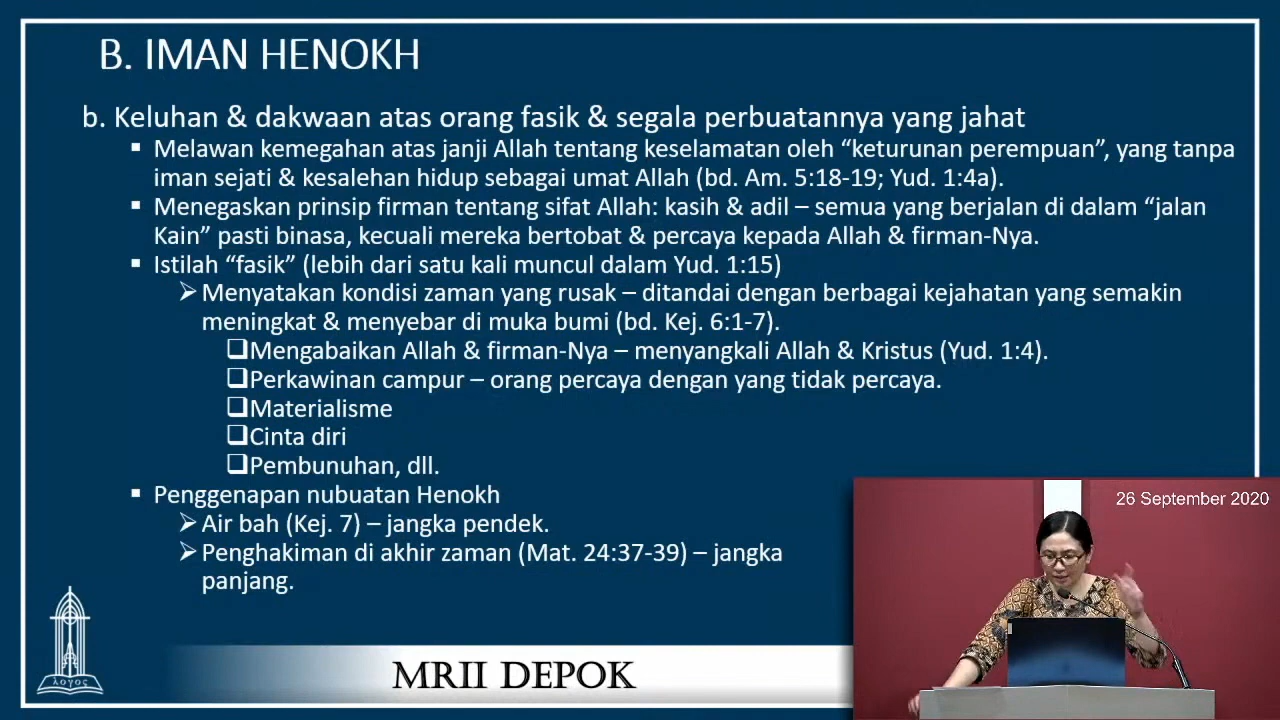 B. IMAN HENOKH
b. Keluhan & dakwaan atas orang fasik & segala perbuatannya yang jahat
▪ Melawan kemegahan atas janji Allah tentang keselamatan oleh “keturunan perempuan”, yang tanpa
iman sejati & kesalehan hidup sebagai umat Allah (bd. Am. 5:18-19; Yud. 1:4a).
▪ Menegaskan prinsip firman tentang sifat Allah: kasih & adil – semua yang berjalan di dalam “jalan
Kain” pasti binasa, kecuali mereka bertobat & percaya kepada Allah & firman-Nya.
▪ Istilah “fasik” (lebih dari satu kali muncul dalam Yud. 1:15)
➢ Menyatakan kondisi zaman yang rusak – ditandai dengan berbagai kejahatan yang semakin
meningkat & menyebar di muka bumi (bd. Kej. 6:1-7).
❑ Mengabaikan Allah & firman-Nya – menyangkali Allah & Kristus (Yud. 1:4).
❑ Perkawinan campur – orang percaya dengan yang tidak percaya.
❑ Materialisme
❑ Cinta diri
❑ Pembunuhan, dll.
▪ Penggenapan nubuatan Henokh
➢ Air bah (Kej. 7) – jangka pendek.
➢ Penghakiman di akhir zaman (Mat. 24:37-39) – jangka
panjang.
26 September 2020
λογος
MRII DEPOK